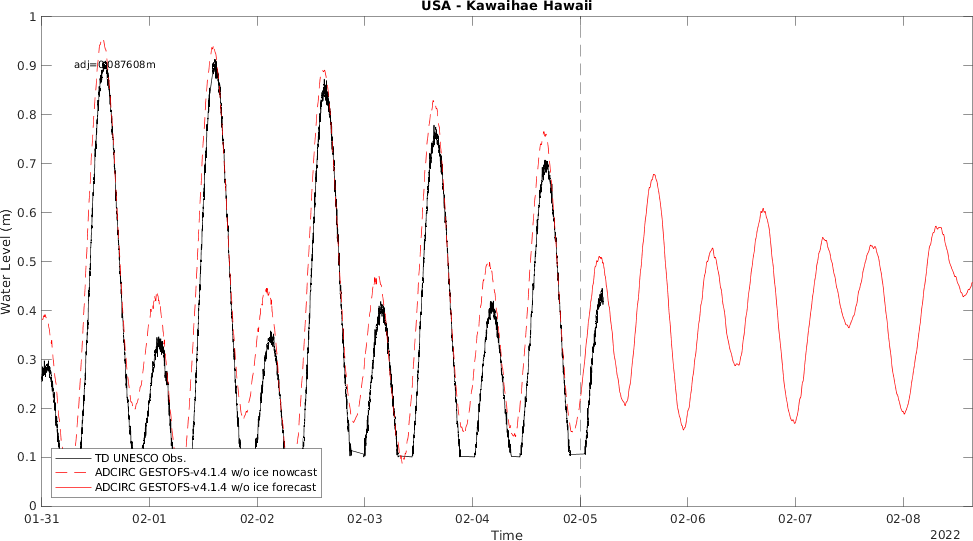 USA - Kawaihae Hawaii
adj=0.087608m
1
0.9
0.8
0.7
0.6
0.5
0.4
0.3
0.2
0.1
0
Water Level (m)
TD UNESCO Obs.
ADCIRC GESTOFS-v4.1.4 w/o ice nowcast
ADCIRC GESTOFS-v4.1.4 w/o ice forecast
01-31 02-01 02-02 02-03 02-04 02-05 02-06 02-07 02-08
Time
2022